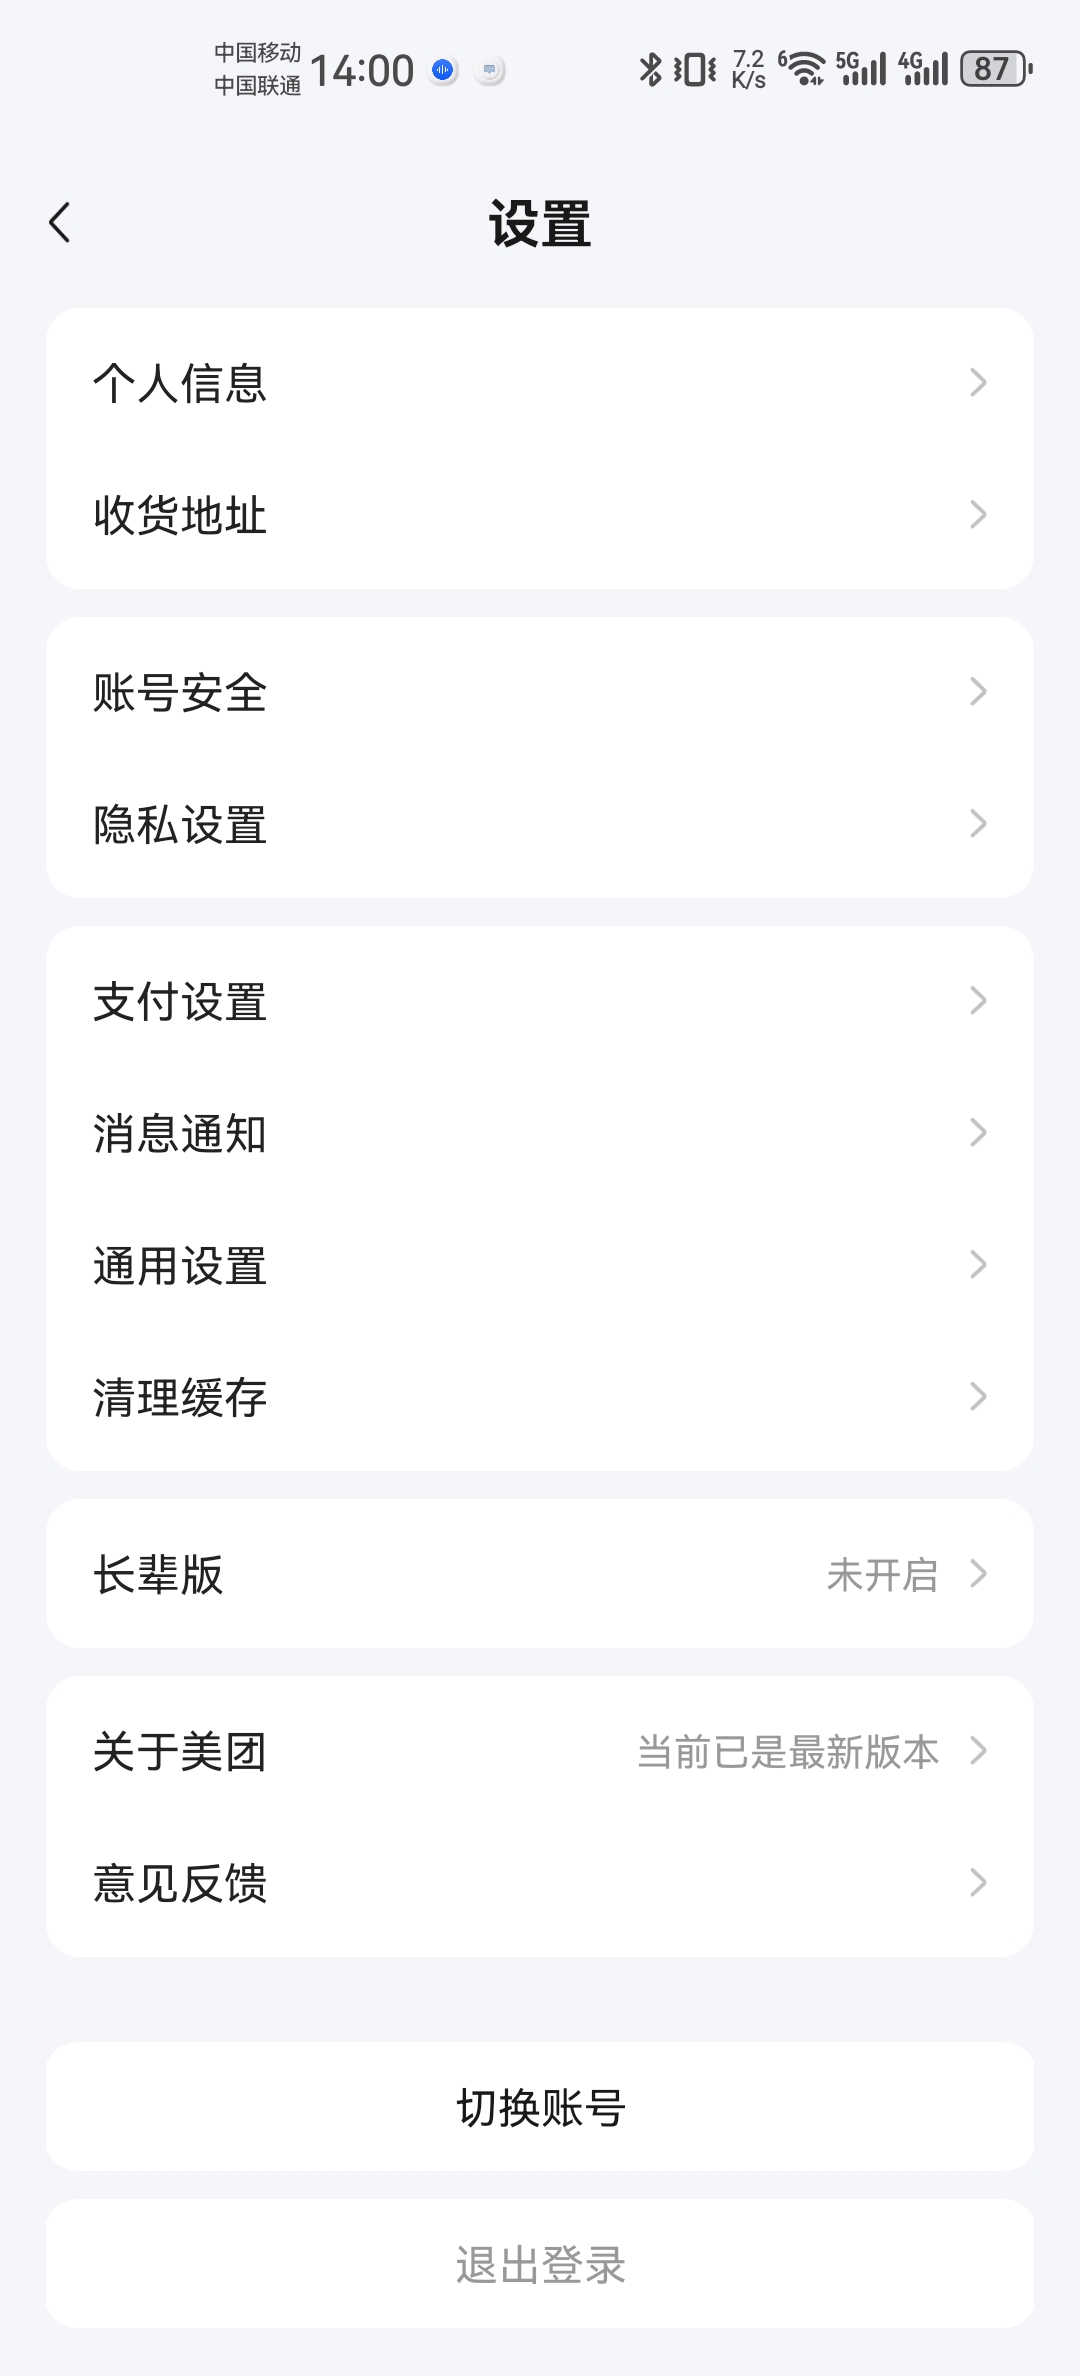 中国移动
中国联通
14:00
7.2
K/s
6
5G
4G
87
设置
个人信息
收货地址
账号安全
隐私设置
支付设置
消息通知
通用设置
清理缓存
长辈版 未开启
关于美团 当前已是最新版本
意见反馈
切换账号
退出登录